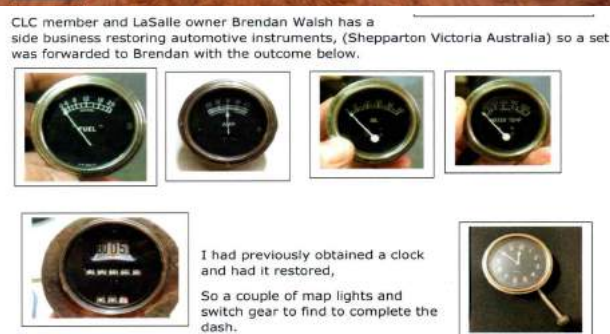 CLC member and LaSalle owner Brendan Walsh has a
side business restoring automotive instruments, (Shepparton Victoria Australia) so a set
was forwarded to Brendan with the outcome below.
FUEL
I had previously obtained a clock
and had it restored,
So a couple of map lights and
switch gear to find to complete the
dash.